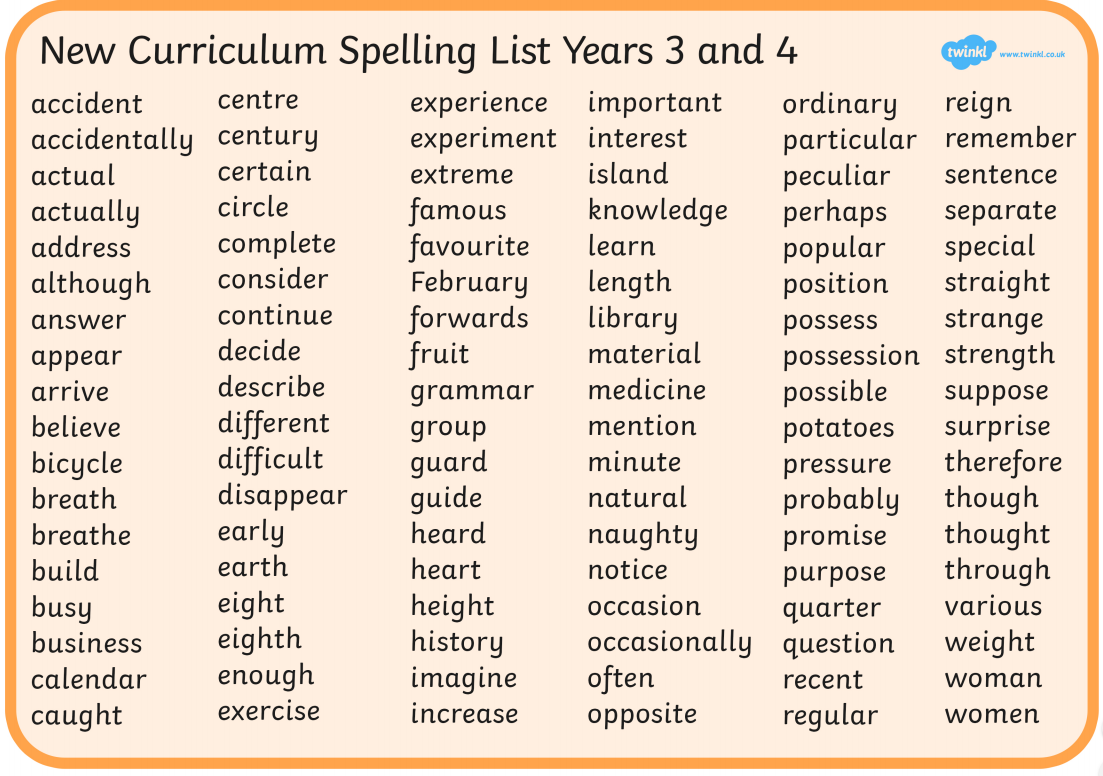 New Curriculum Spelling List Years 3 and 4
twinkl www.twinkl.co.uk
accident
accidentally
actual
actually
address
although
answer
appear
arrive
believe
bicycle
breath
breathe
build
busy
business
calendar
caught
centre
century
certain
circle
complete
consider
continue
decide
describe
different
difficult
disappear
early
earth
eight
eighth
enough
exercise
experience
experiment
extreme
famous
favourite
February
forwards
fruit
grammar
group
guard
guide
heard
heart
height
history
imagine
increase
important
interest
island
knowledge
learn
length
library
material
medicine
mention
minute
natural
naughty
notice
occasion
occasionally
often
opposite
ordinary
particular
peculiar
perhaps
popular
position
possess
possession
possible
potatoes
pressure
probably
promise
purpose
quarter
question
recent
regular
reign
remember
sentence
separate
special
straight
strange
strength
suppose
surprise
therefore
though
thought
through
various
weight
woman
women